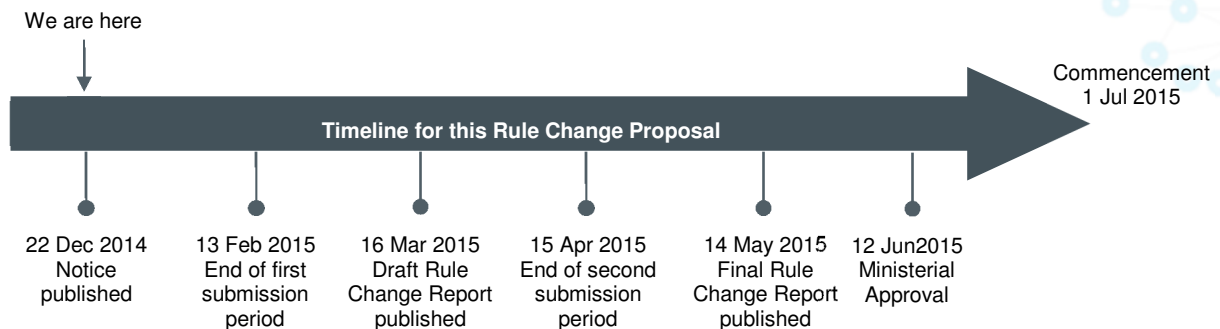 We are here
Commencement
1 Jul 2015
Timeline for this Rule Change Proposal
22 Dec 2014
Notice
published
13 Feb 2015
End of first
submission
period
16 Mar 2015
Draft Rule
Change Report
published
15 Apr 2015
End of second
submission
period
14 May 2015
Final Rule
Change Report
published
12 Jun2015
Ministerial
Approval